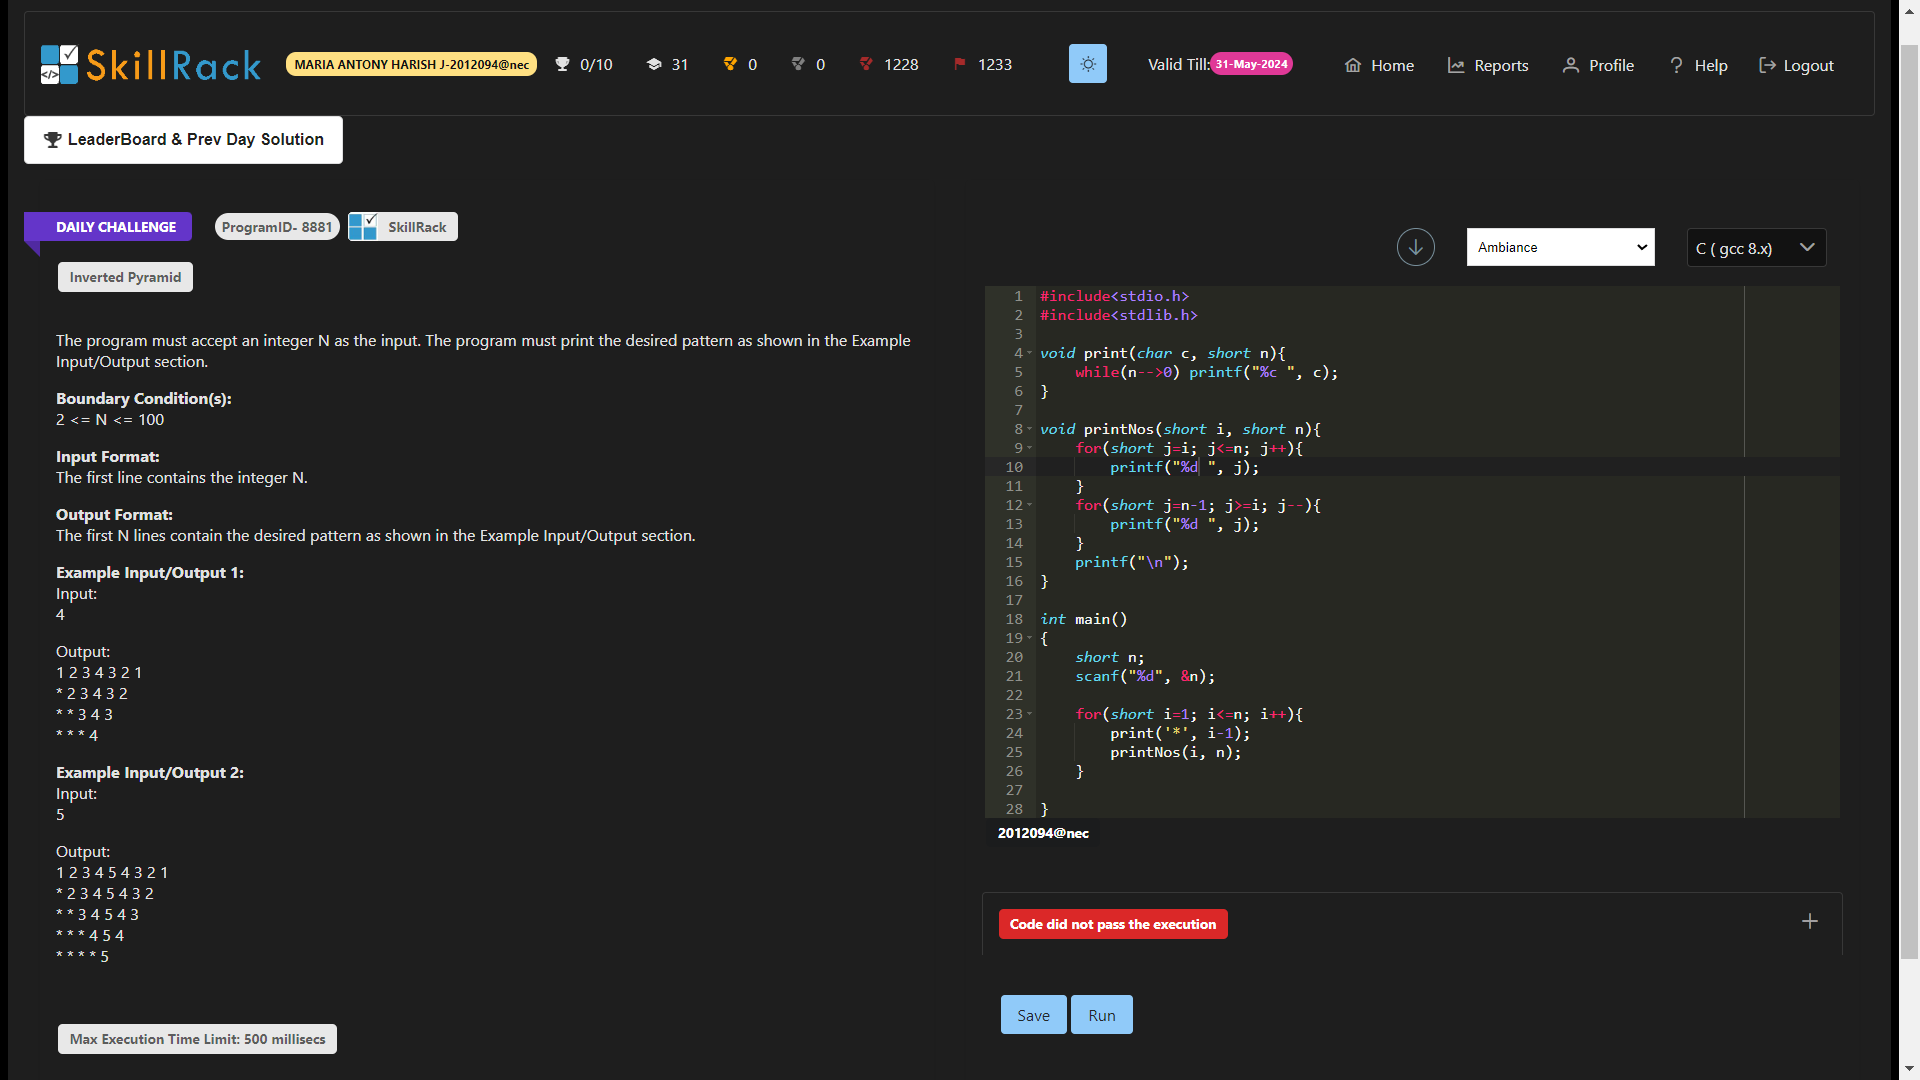 SkillRack
MARIA ANTONY HARISH J-2012094@nec
0/10
31
0
0
1228
1233
Valid Till: 31-May-2024
Home
Reports
Profile
? Help
Logout
LeaderBoard & Prev Day Solution
DAILY CHALLENGE
ProgramID- 8881
SkillRack
Inverted Pyramid
The program must accept an integer N as the input. The program must print the desired pattern as shown in the Example
Input/Output section.
Boundary Condition(s):
2 <= N <= 100
Input Format:
The first line contains the integer N.
Output Format:
The first N lines contain the desired pattern as shown in the Example Input/Output section.
Example Input/Output 1:
Input:
4
Output:
1 2 3 4 3 2 1
* 2 3 4 3 2
* * 3 4 3
* * * 4
Example Input/Output 2:
Input:
5
Output:
1 2 3 4 5 4 3 2 1
* 2 3 4 5 4 3 2
* * 3 4 5 4 3
* * * 4 5 4
* * * * 5
Max Execution Time Limit: 500 millisecs
Ambiance
C ( gcc 8.x)
1 #include<stdio.h>
2 #include<stdlib.h>
3
4 void print(char c, short n){
5     while(n-->0) printf("%c ", c);
6 }
7
8 void printNos(short i, short n){
9     for(short j=i; j<=n; j++){
10         printf("%d ", j);
11     }
12     for(short j=n-1; j>=i; j--){
13         printf("%d ", j);
14     }
15     printf("\n");
16 }
17
18 int main()
19 {
20     short n;
21     scanf("%d", &n);
22
23     for(short i=1; i<=n; i++){
24         print('*', i-1);
25         printNos(i, n);
26     }
27
28 }
2012094@nec
Code did not pass the execution
+
Save
Run